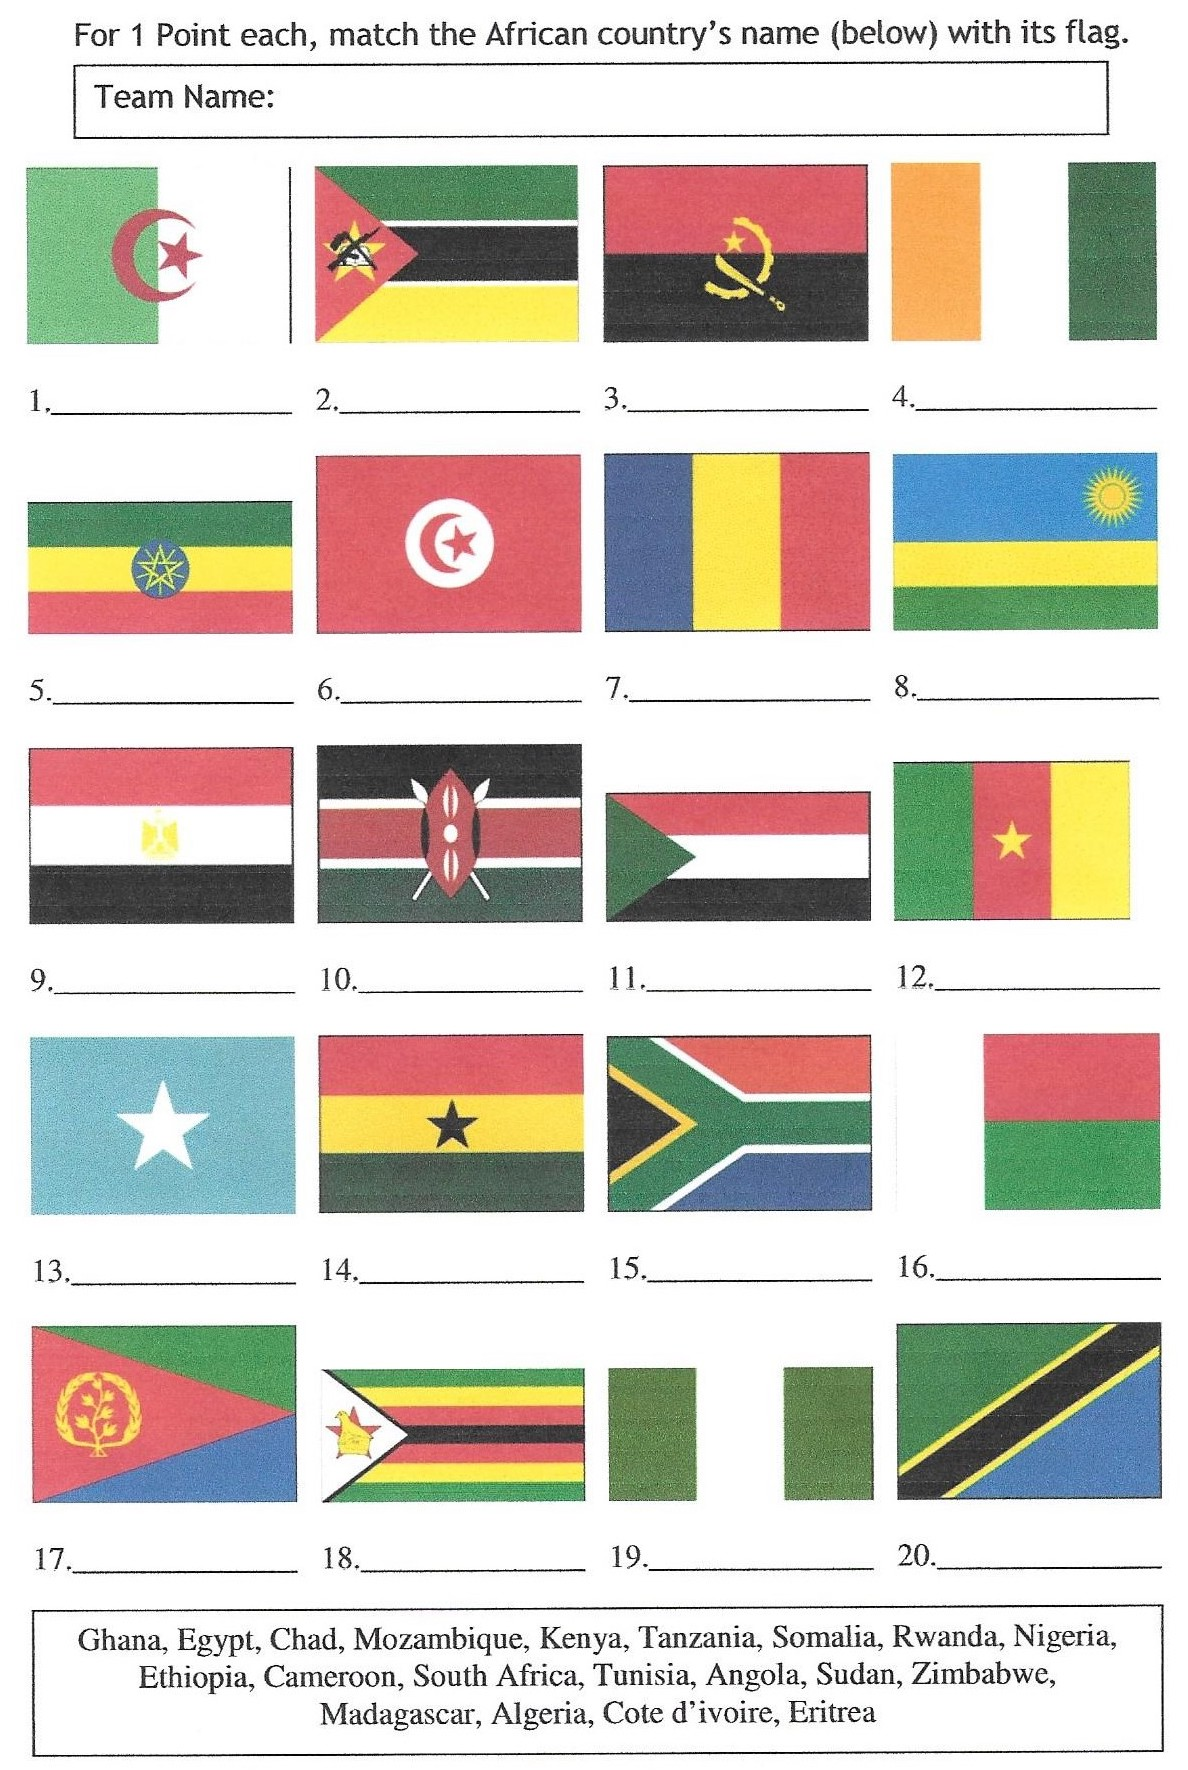 For 1 Point each, match the African country's name (below) with its flag.
Team Name:
1. 2. 3. 4.
5. 6. 7. 8.
9. 10. 11. 12.
13. 14. 15. 16.
17. 18. 19. 20.
Ghana, Egypt, Chad, Mozambique, Kenya, Tanzania, Somalia, Rwanda, Nigeria,
Ethiopia, Cameroon, South Africa, Tunisia, Angola, Sudan, Zimbabwe,
Madagascar, Algeria, Cote d'ivoire, Eritrea